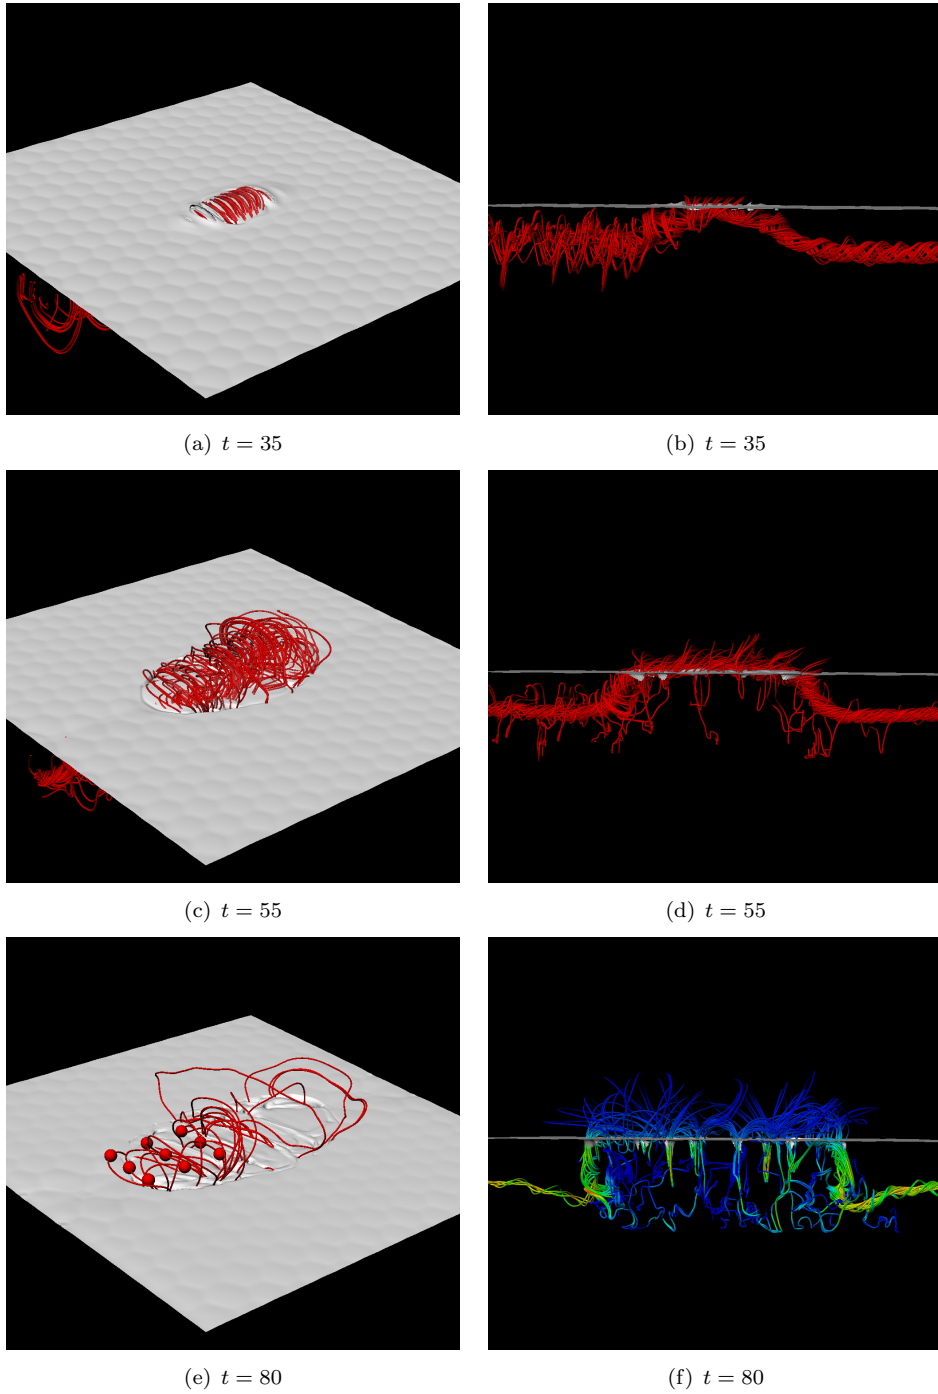 (a) t = 35
(b) t = 35
(c) t = 55
(d) t = 55
(e) t = 80
(f) t = 80